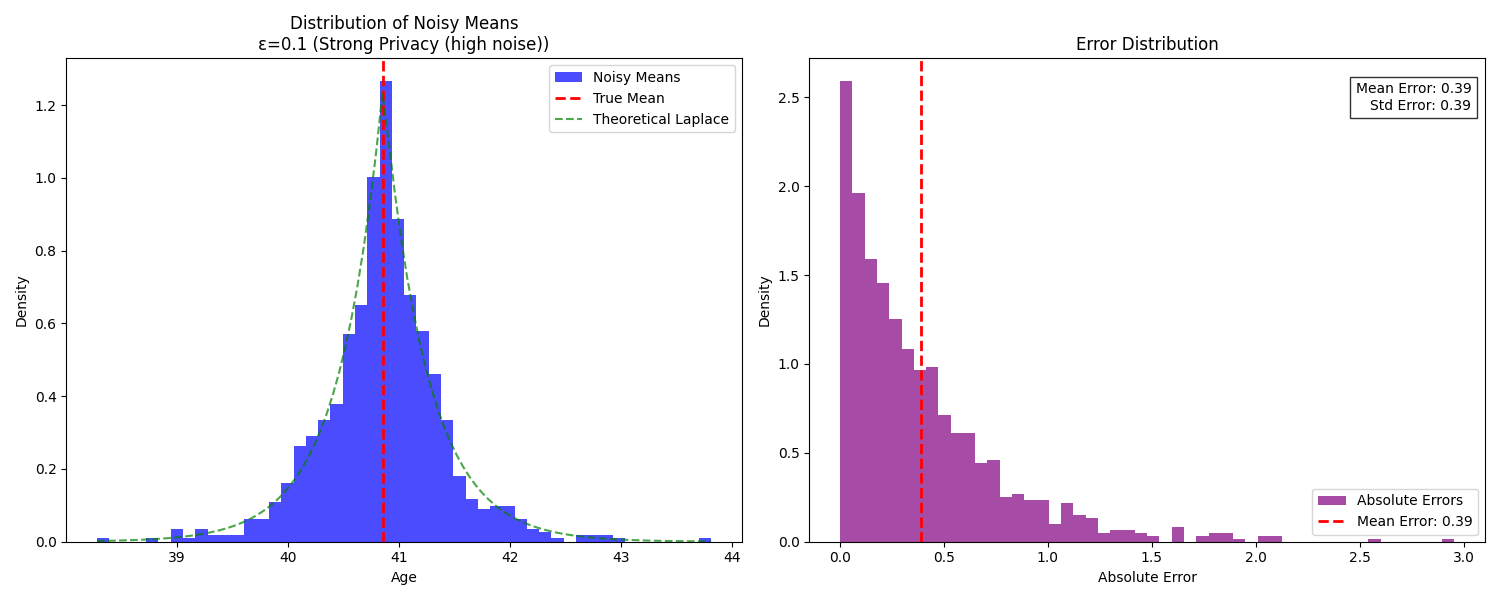 Distribution of Noisy Means
ε=0.1 (Strong Privacy (high noise))
Density
1.2
1.0
0.8
0.6
0.4
0.2
0.0
39
40
41
42
43
44
Age
Noisy Means
True Mean
Theoretical Laplace
Error Distribution
Density
2.5
2.0
1.5
1.0
0.5
0.0
0.0
0.5
1.0
1.5
2.0
2.5
3.0
Absolute Error
Mean Error: 0.39
Std Error: 0.39
Absolute Errors
Mean Error: 0.39